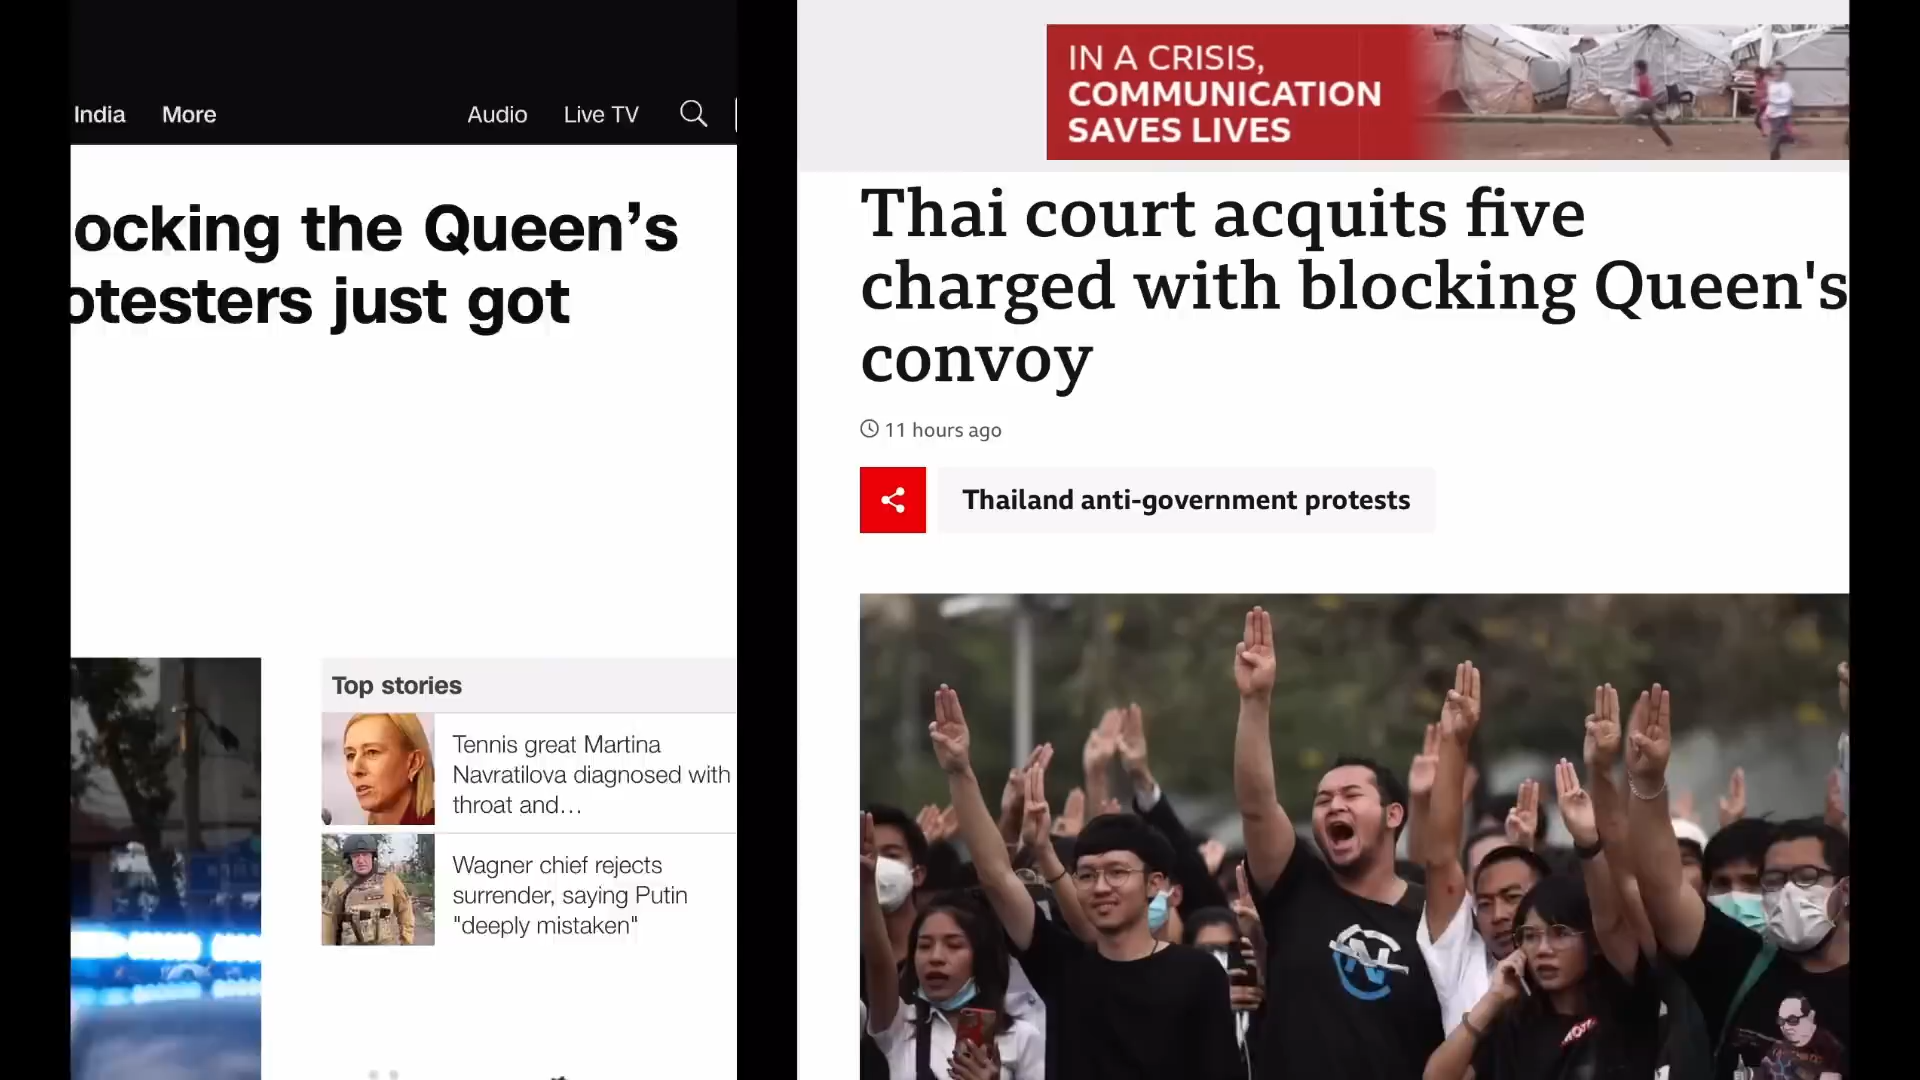 India More Audio Live TV
ocking the Queen’s
otesters just got
Top stories
Tennis great Martina
Navratilova diagnosed with
throat and...
Wagner chief rejects
surrender, saying Putin
"deeply mistaken"
IN A CRISIS,
COMMUNICATION
SAVES LIVES
Thai court acquits five
charged with blocking Queen's
convoy
11 hours ago
Thailand anti-government protests